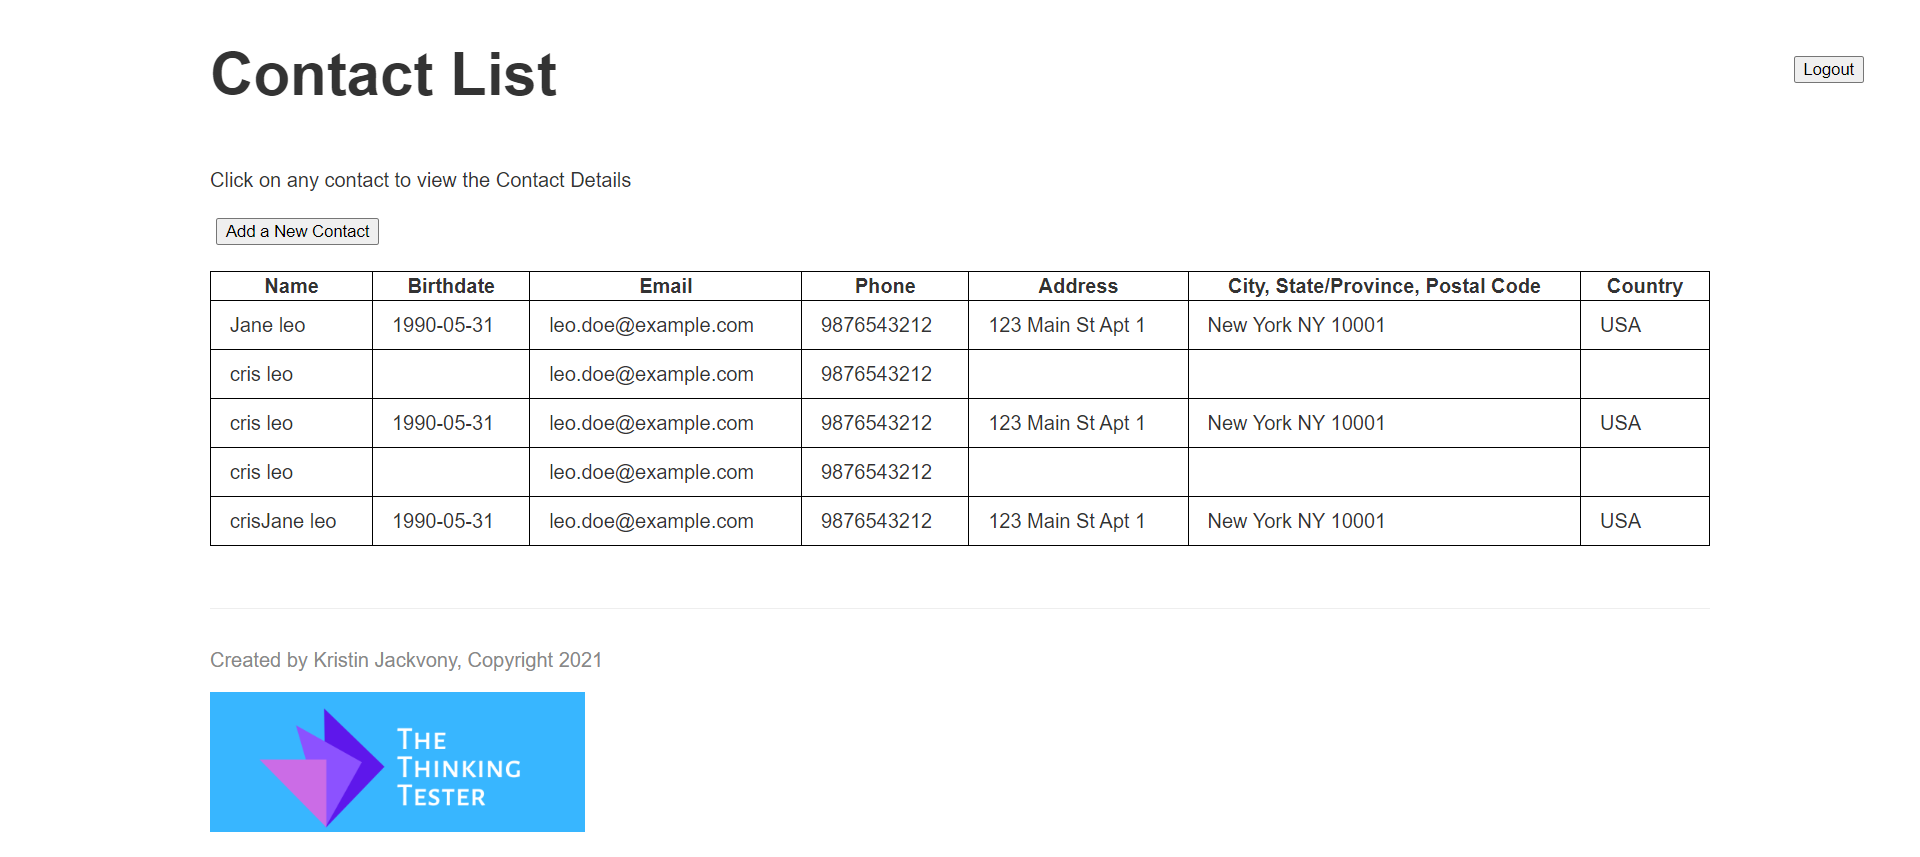 Contact List
Logout
Click on any contact to view the Contact Details
Add a New Contact
Name Birthdate Email Phone Address City, State/Province, Postal Code Country
Jane leo 1990-05-31 leo.doe@example.com 9876543212 123 Main St Apt 1 New York NY 10001 USA
cris leo leo.doe@example.com 9876543212
cris leo 1990-05-31 leo.doe@example.com 9876543212 123 Main St Apt 1 New York NY 10001 USA
cris leo leo.doe@example.com 9876543212
crisJane leo 1990-05-31 leo.doe@example.com 9876543212 123 Main St Apt 1 New York NY 10001 USA
Created by Kristin Jackvony, Copyright 2021
THE
THINKING
TESTER